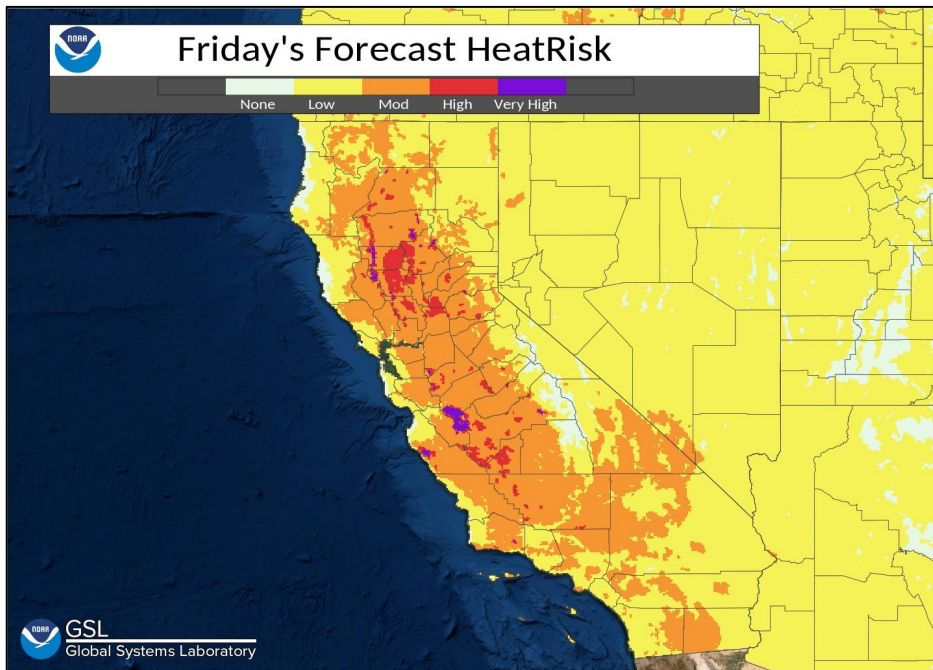 NOAA
Friday's Forecast HeatRisk
None Low Mod High Very High
NOAA
GSL
Global Systems Laboratory